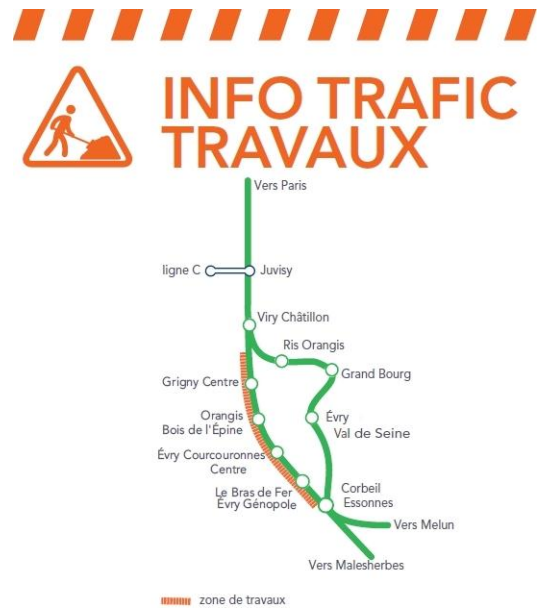 INFO TRAFIC
TRAVAUX
Vers Paris
ligne C
Juvisy
Viry Châtillon
Ris Orangis
Grand Bourg
Grigny Centre
Orangis
Bois de l'Épine
Évry
Val de Seine
Évry Courcouronnes
Centre
Le Bras de Fer
Évry Génopole
Corbeil
Essonnes
Vers Melun
Vers Malesherbes
zone de travaux